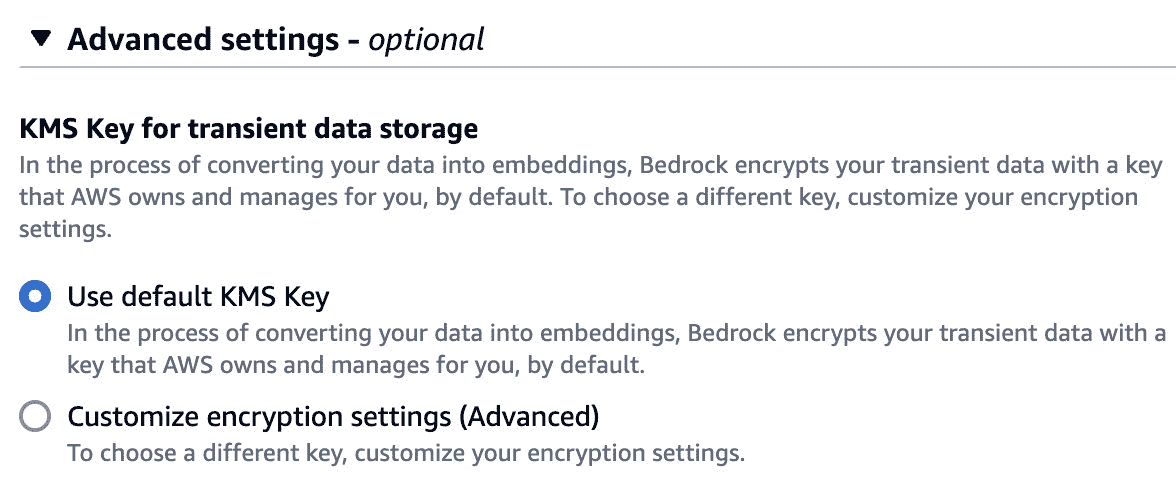 Advanced settings - optional
KMS Key for transient data storage
In the process of converting your data into embeddings, Bedrock encrypts your transient data with a key
that AWS owns and manages for you, by default. To choose a different key, customize your encryption
settings.
Use default KMS Key
In the process of converting your data into embeddings, Bedrock encrypts your transient data with a
key that AWS owns and manages for you, by default.
Customize encryption settings (Advanced)
To choose a different key, customize your encryption settings.